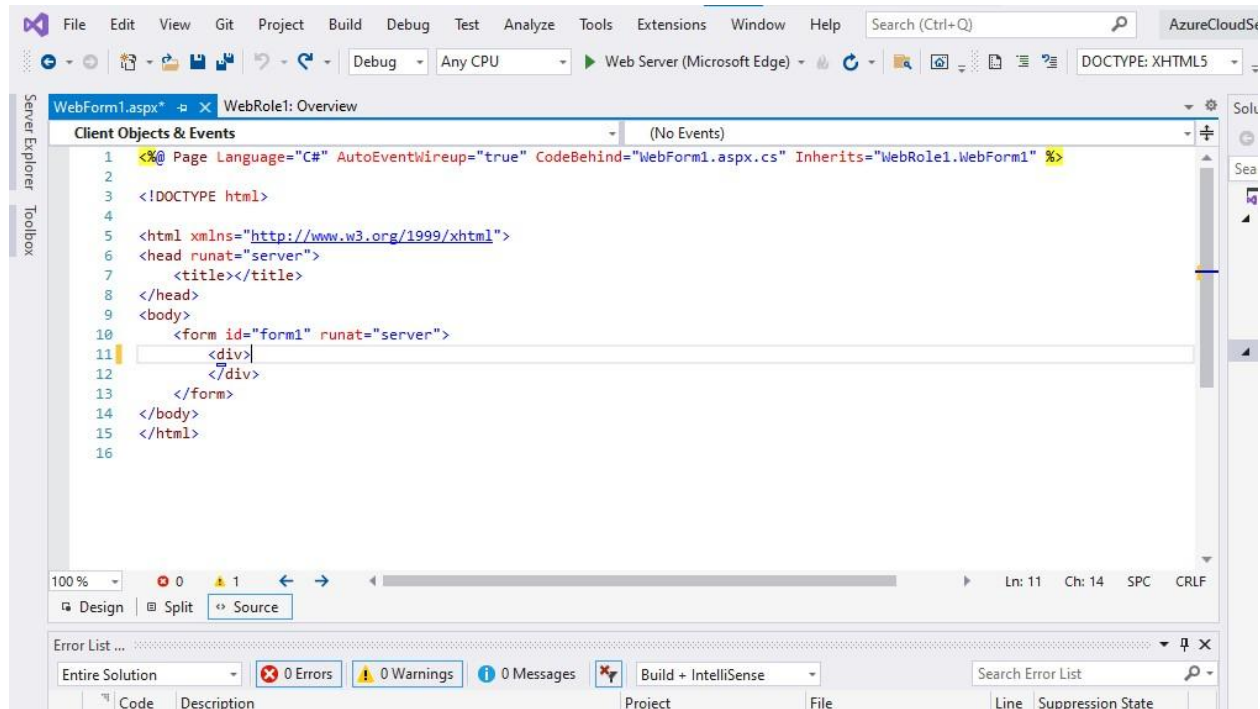 File Edit View Git Project Build Debug Test Analyze Tools Extensions Window Help Search (Ctrl+Q) AzureCloudSe
Debug Any CPU Web Server (Microsoft Edge) DOCTYPE: XHTML5
Server Explorer
Toolbox
WebForm1.aspx* WebRole1: Overview
Solu
Client Objects & Events (No Events)
Sea
1 <%@ Page Language="C#" AutoEventWireup="true" CodeBehind="WebForm1.aspx.cs" Inherits="WebRole1.WebForm1" %>
2
3 <!DOCTYPE html>
4
5 <html xmlns="http://www.w3.org/1999/xhtml">
6 <head runat="server">
7 <title></title>
8 </head>
9 <body>
10 <form id="form1" runat="server">
11 <div>
12 </div>
13 </form>
14 </body>
15 </html>
16
100 % 0 1 Ln: 11 Ch: 14 SPC CRLF
Design Split Source
Error List ...
Entire Solution 0 Errors 0 Warnings 0 Messages Build + IntelliSense Search Error List
Code Description Project File Line Suppression State